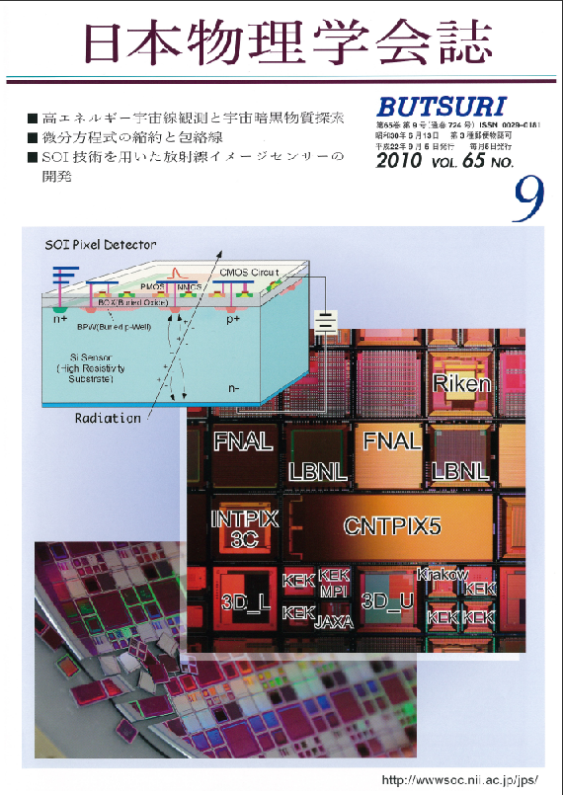 日本物理学会誌
■ 高エネルギー宇宙線観測と宇宙暗黒物質探索
■ 微分方程式の縮約と包絡線
■ SOI 技術を用いた放射線イメージセンサーの
開発
BUTSURI
第65巻 第9号(通巻 724 号) ISSN 0029-0181
昭和30年6月13日 第3種郵便物認可
平成22年9月5日発行 毎月5日発行
2010 VOL. 65 NO.
9
SOI Pixel Detector
CMOS Circuit
PMOS NMOS
BOX(Buried Oxide)
n+
p+
BPW(Buried p-Well)
Si Sensor
(High Resistivity
Substrate)
n-
Radiation
Riken
FNAL
FNAL
LBNL
LBNL
INTPIX
3C
CNTPIX5
3D_L
KEK
KEK
MPI
KEK
JAXA
3D_U
Krakow
KEK
KEK
KEK
http://wwwsoc.nii.ac.jp/jps/